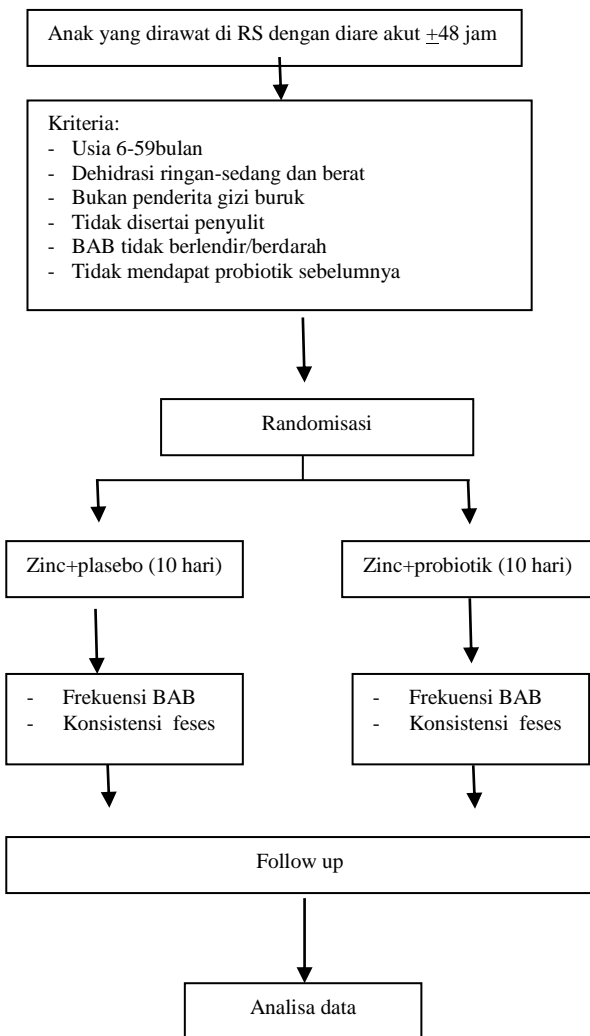 Anak yang dirawat di RS dengan diare akut ±48 jam
Kriteria:
- Usia 6-59bulan
- Dehidrasi ringan-sedang dan berat
- Bukan penderita gizi buruk
- Tidak disertai penyulit
- BAB tidak berlendir/berdarah
- Tidak mendapat probiotik sebelumnya
Randomisasi
Zinc+plasebo (10 hari)
Zinc+probiotik (10 hari)
- Frekuensi BAB
- Konsistensi feses
- Frekuensi BAB
- Konsistensi feses
Follow up
Analisa data